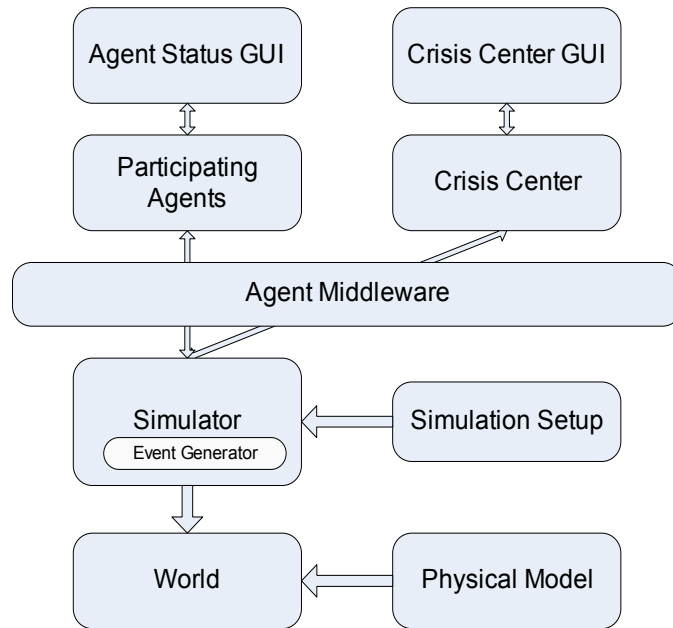 Agent Status GUI
Crisis Center GUI
Participating
Agents
Crisis Center
Agent Middleware
Simulator
Event Generator
Simulation Setup
World
Physical Model